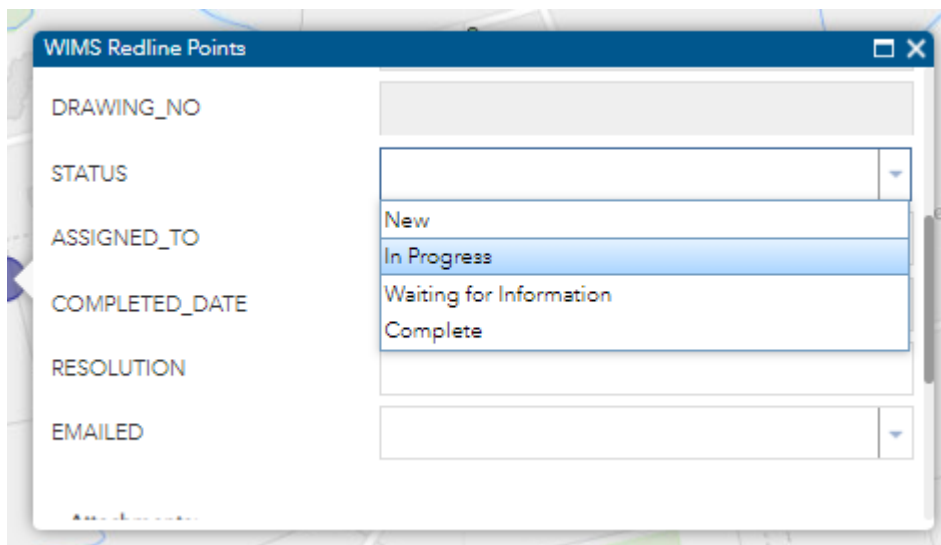 WIMS Redline Points
DRAWING_NO
STATUS
New
In Progress
Waiting for Information
Complete
ASSIGNED_TO
COMPLETED_DATE
RESOLUTION
EMAILED